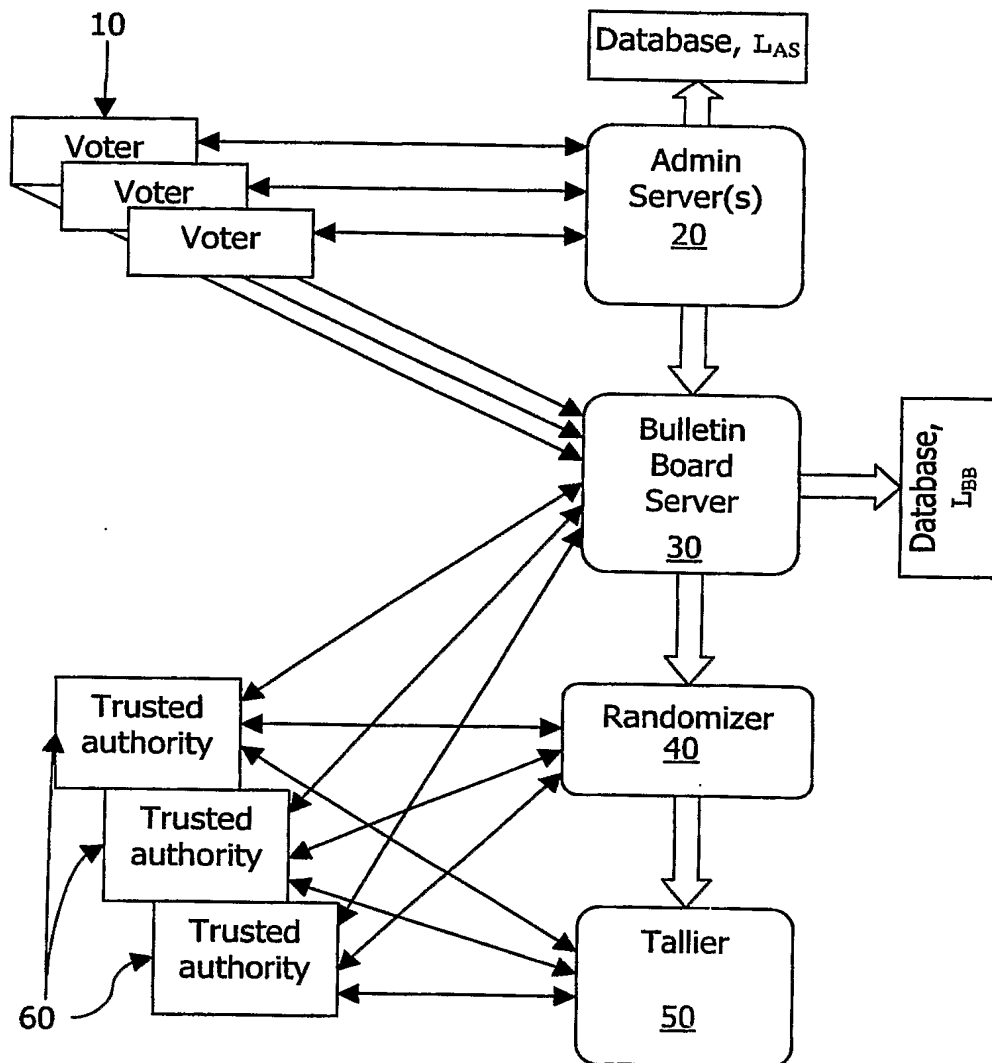 10
Database, LAS
Voter
Voter
Voter
Admin
Server(s)
20
Bulletin
Board
Server
30
Database,
LBB
Trusted
authority
Trusted
authority
Trusted
authority
60
Randomizer
40
Tallier
50